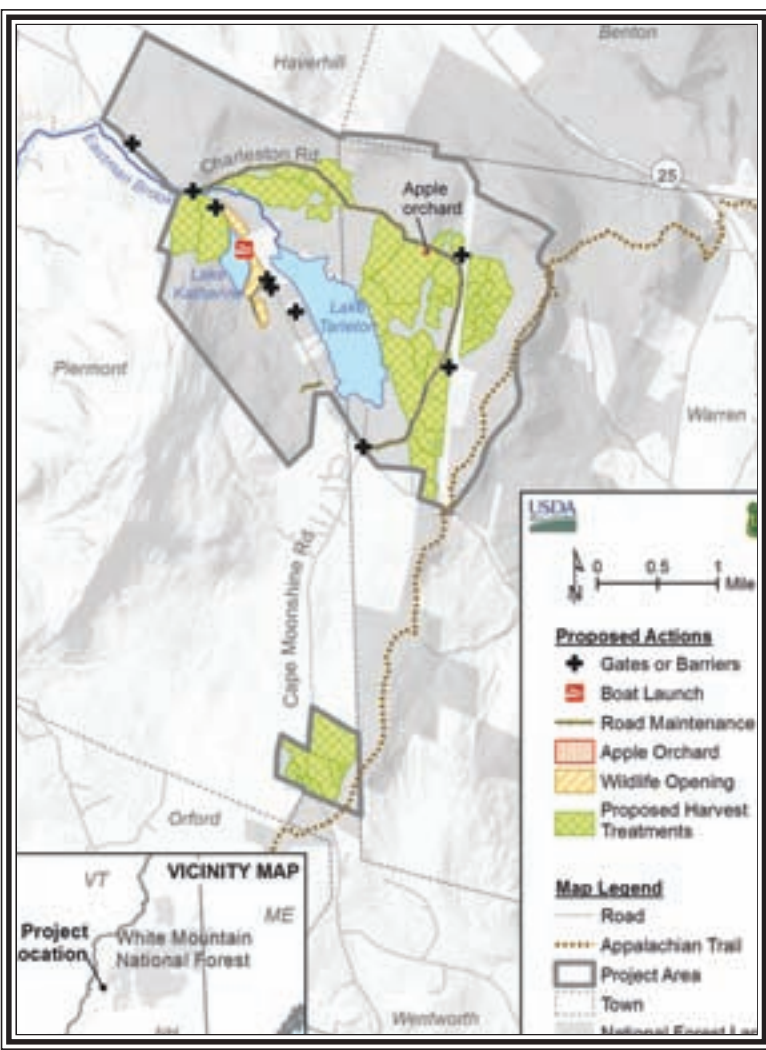 Benton
Haverhill
Charleston Rd
Eastman Brook
25
Apple
orchard
Lake
Katherine
Lake
Tarleton
Piermont
Warren
Cape Moonshine Rd
Orford
Wentworth
USDA
0 0.5 1
Mile
N
Proposed Actions
Gates or Barriers
Boat Launch
Road Maintenance
Apple Orchard
Wildlife Opening
Proposed Harvest
Treatments
Map Legend
Road
Appalachian Trail
Project Area
Town
National Forest
VICINITY MAP
VT
ME
Project
ocation
White Mountain
National Forest